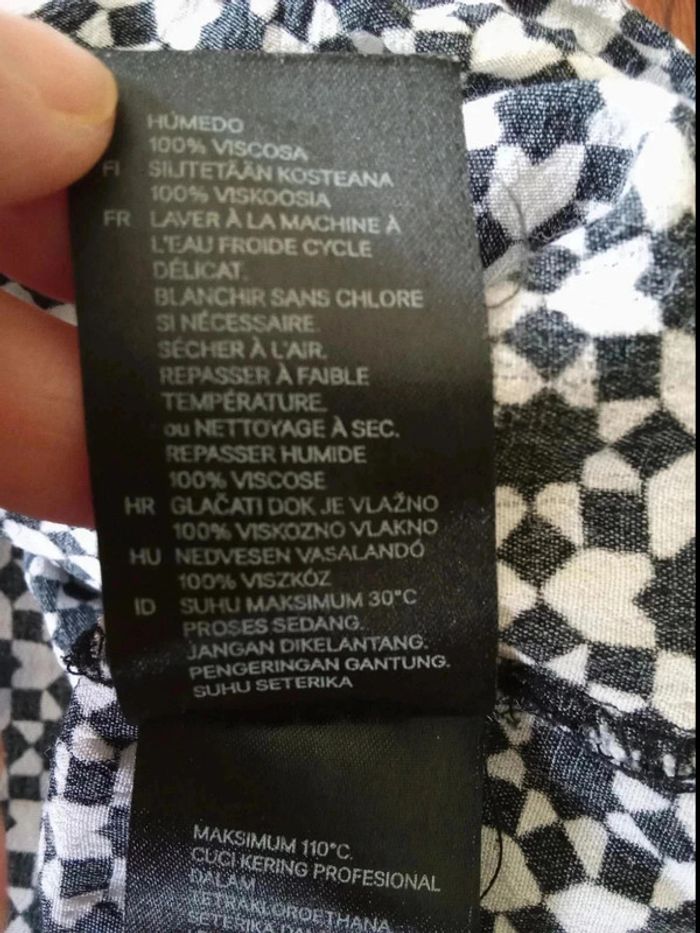 HÚMEDO
100% VISCOSA
FI SILITETÄÄN KOSTEANA
100% VISKOOSIA
FR LAVER À LA MACHINE À
L'EAU FROIDE CYCLE
DÉLICAT.
BLANCHIR SANS CHLORE
SI NÉCESSAIRE.
SÉCHER À L'AIR.
REPASSER À FAIBLE
TEMPÉRATURE.
ou NETTOYAGE À SEC.
REPASSER HUMIDE
100% VISCOSE
HR GLAČATI DOK JE VLAŽNO
100% VISKOZNO VLAKNO
HU NEDVESEN VASALANDÓ
100% VISZKÓZ
ID SUHU MAKSIMUM 30°C
PROSES SEDANG.
JANGAN DIKELANTANG.
PENGERINGAN GANTUNG.
SUHU SETERIKA
MAKSIMUM 110°C.
CUCI KERING PROFESIONAL
DALAM
TETRAKLOROETHANA
SETERIKA